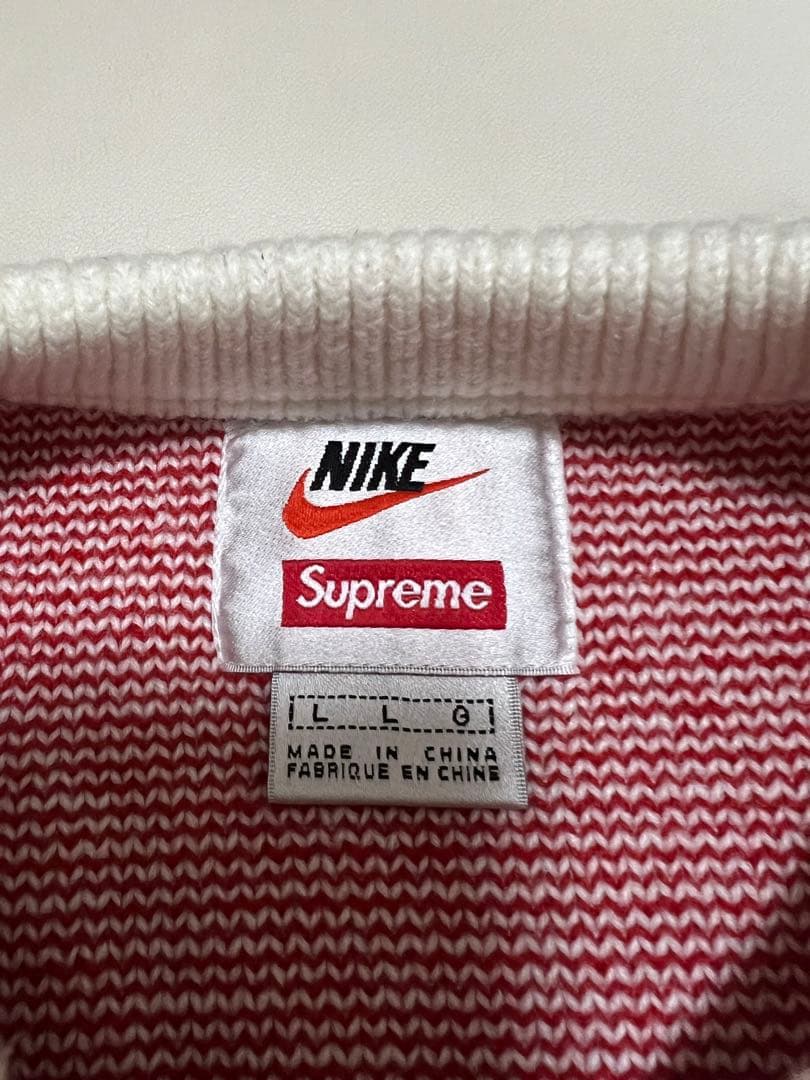 NIKE
Supreme
L L G
MADE IN CHINA
FABRIQUE EN CHINE